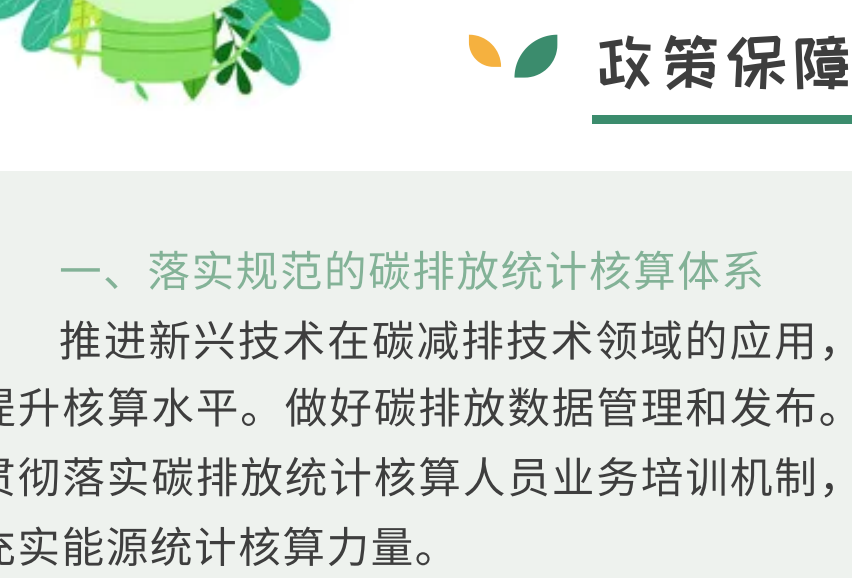 政策保障
一、落实规范的碳排放统计核算体系
推进新兴技术在碳减排技术领域的应用，
提升核算水平。做好碳排放数据管理和发布。
贯彻落实碳排放统计核算人员业务培训机制，
充实能源统计核算力量。